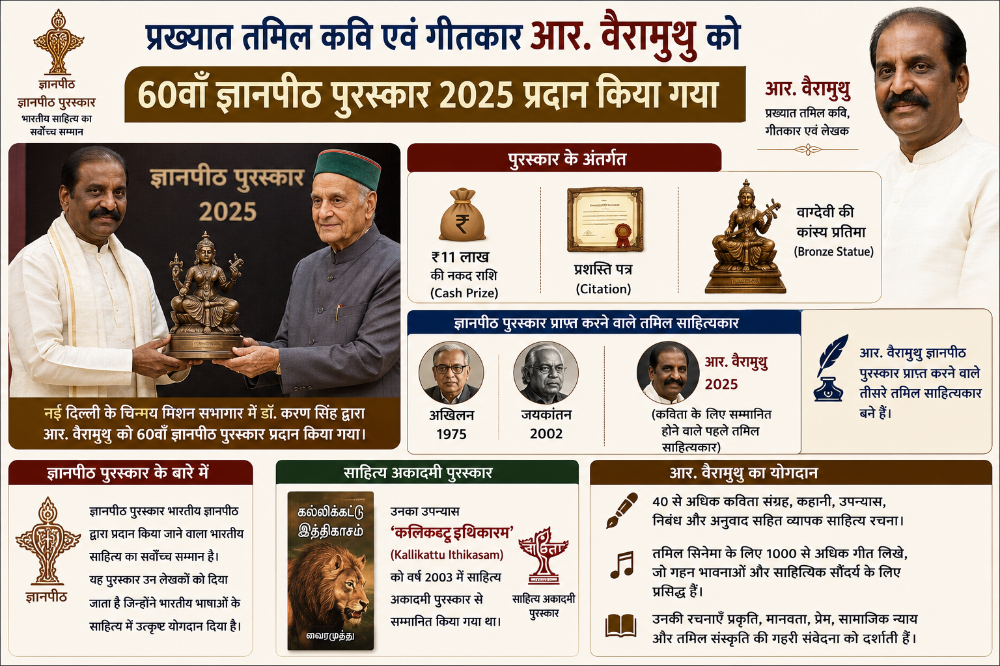 प्रख्यात तमिल कवि एवं गीतकार आर. वैरामुथु को
60वाँ ज्ञानपीठ पुरस्कार 2025 प्रदान किया गया
ज्ञानपीठ
ज्ञानपीठ पुरस्कार
भारतीय साहित्य का
सर्वोच्च सम्मान
आर. वैरामुथु
प्रख्यात तमिल कवि,
गीतकार एवं लेखक
ज्ञानपीठ पुरस्कार
2025
नई दिल्ली के चिन्मय मिशन सभागार में डॉ. करण सिंह द्वारा
आर. वैरामुथु को 60वाँ ज्ञानपीठ पुरस्कार प्रदान किया गया।
पुरस्कार के अंतर्गत
₹
₹11 लाख
की नकद राशि
(Cash Prize)
प्रशस्ति पत्र
(Citation)
वाग्देवी की
कांस्य प्रतिमा
(Bronze Statue)
ज्ञानपीठ पुरस्कार प्राप्त करने वाले तमिल साहित्यकार
अखिलन
1975
जयकांतन
2002
आर. वैरामुथु
2025
(कविता के लिए सम्मानित
होने वाले पहले तमिल
साहित्यकार)
आर. वैरामुथु ज्ञानपीठ
पुरस्कार प्राप्त करने वाले
तीसरे तमिल साहित्यकार
बने हैं।
ज्ञानपीठ पुरस्कार के बारे में
ज्ञानपीठ
ज्ञानपीठ पुरस्कार भारतीय ज्ञानपीठ
द्वारा प्रदान किया जाने वाला भारतीय
साहित्य का सर्वोच्च सम्मान है।
यह पुरस्कार उन लेखकों को दिया
जाता है जिन्होंने भारतीय भाषाओं के
साहित्य में उत्कृष्ट योगदान दिया है।
साहित्य अकादमी पुरस्कार
கல்லிக்கட்டு
இத்திகாசம்
வைரமுத்து
उनका उपन्यास
(Kallikattu Ithikasam)
को वर्ष 2003 में साहित्य
अकादमी पुरस्कार से
सम्मानित किया गया था।
साहित्य अकादमी
पुरस्कार
आर. वैरामुथु का योगदान
40 से अधिक कविता संग्रह, कहानी, उपन्यास,
निबंध और अनुवाद सहित व्यापक साहित्य रचना।
तमिल सिनेमा के लिए 1000 से अधिक गीत लिखे,
जो गहन भावनाओं और साहित्यिक सौंदर्य के लिए
प्रसिद्ध हैं।
उनकी रचनाएँ प्रकृति, मानवता, प्रेम, सामाजिक न्याय
और तमिल संस्कृति की गहरी संवेदना को दर्शाती हैं।